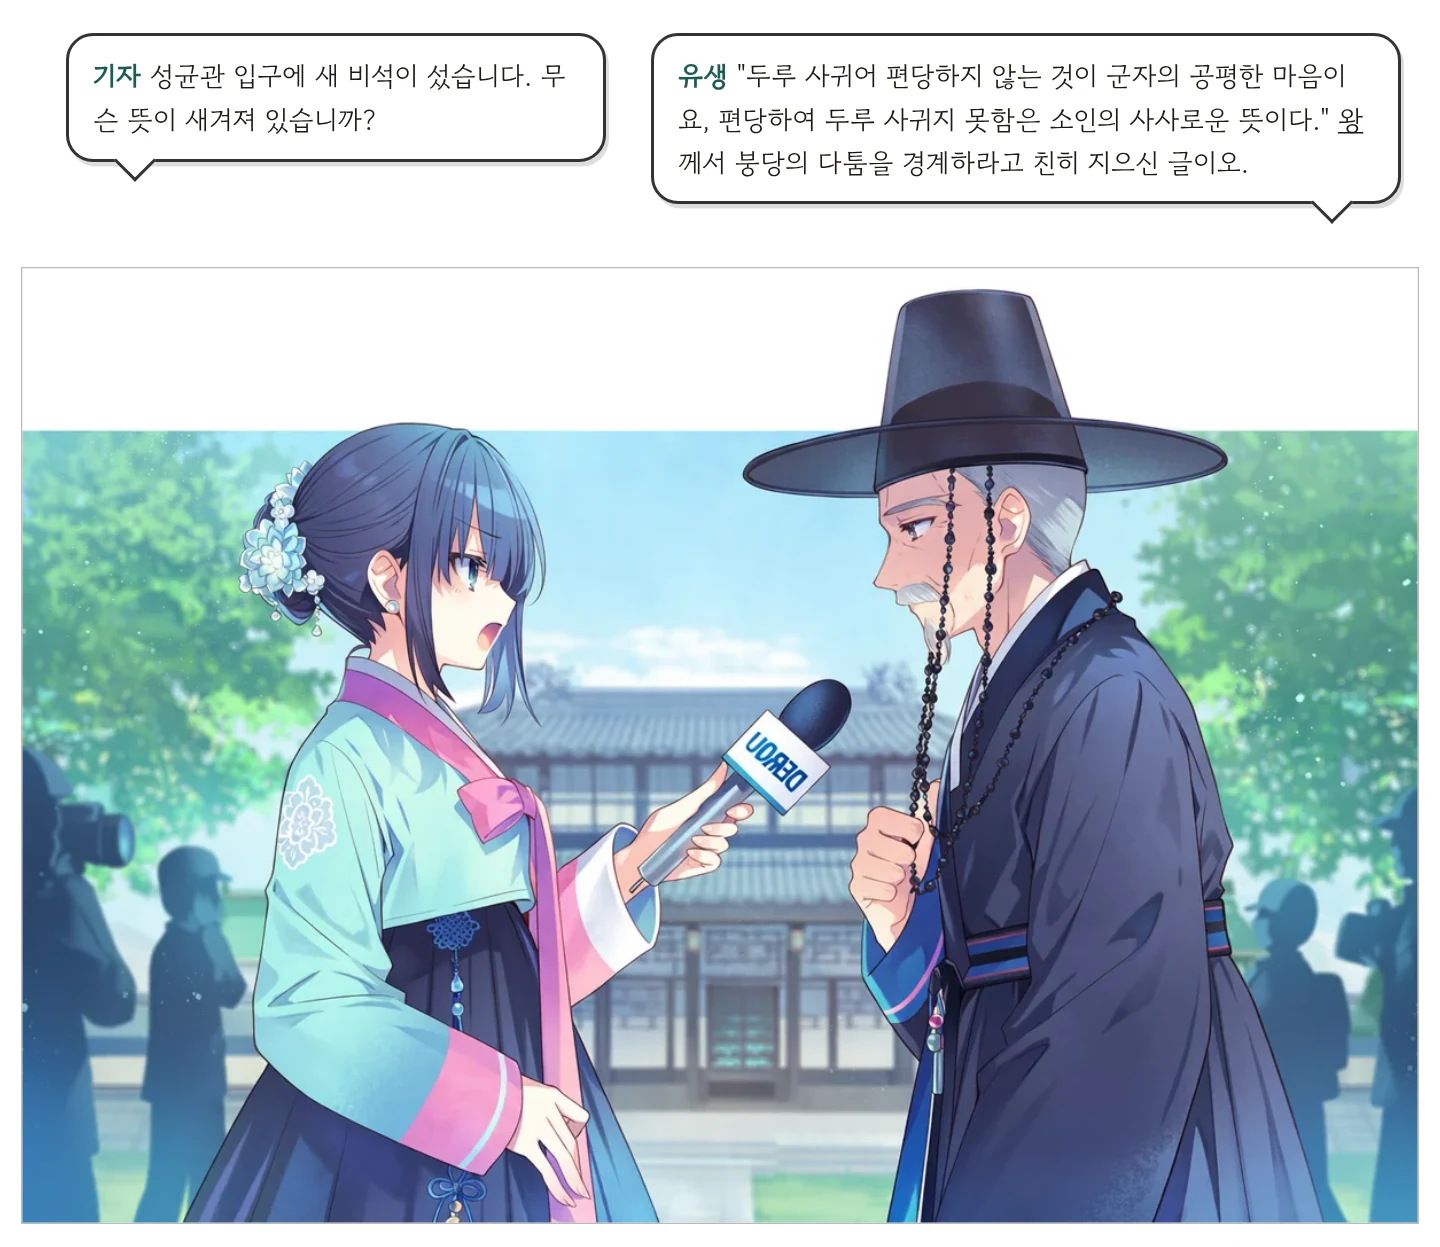 기자 성균관 입구에 새 비석이 섰습니다. 무
슨 뜻이 새겨져 있습니까?
유생 "두루 사귀어 편당하지 않는 것이 군자의 공평한 마음이
요, 편당하여 두루 사귀지 못함은 소인의 사사로운 뜻이다." 왕
께서 붕당의 다툼을 경계하라고 친히 지으신 글이오.